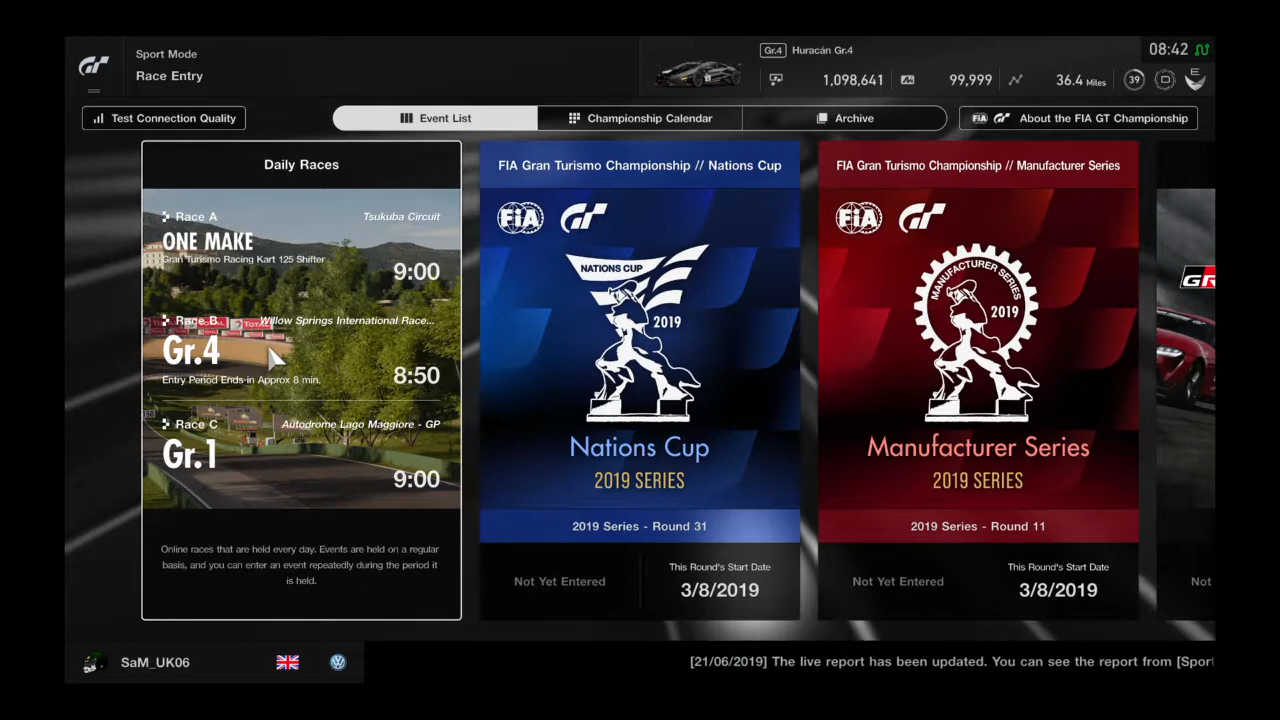 Sport Mode
Race Entry
Gr.4 Huracán Gr.4
08:42
1,098,641
99,999
36.4 Miles
39
D
E
Test Connection Quality
Event List
Championship Calendar
Archive
FIA GT About the FIA GT Championship
Daily Races
Race A Tsukuba Circuit
ONE MAKE
Gran Turismo Racing Kart 125 Shifter
9:00
Race B Willow Springs International Race...
Gr.4
Entry Period Ends in Approx 8 min.
8:50
Race C Autodrome Lago Maggiore - GP
Gr.1
9:00
Online races that are held every day. Events are held on a regular
basis, and you can enter an event repeatedly during the period it
is held.
FIA Gran Turismo Championship // Nations Cup
FIA GT
NATIONS CUP
2019
Nations Cup
2019 SERIES
2019 Series - Round 31
Not Yet Entered
This Round's Start Date
3/8/2019
FIA Gran Turismo Championship // Manufacturer Series
FIA GT
MANUFACTURER SERIES
2019
Manufacturer Series
2019 SERIES
2019 Series - Round 11
Not Yet Entered
This Round's Start Date
3/8/2019
GR
Not
SaM_UK06
[21/06/2019] The live report has been updated. You can see the report from [Sport